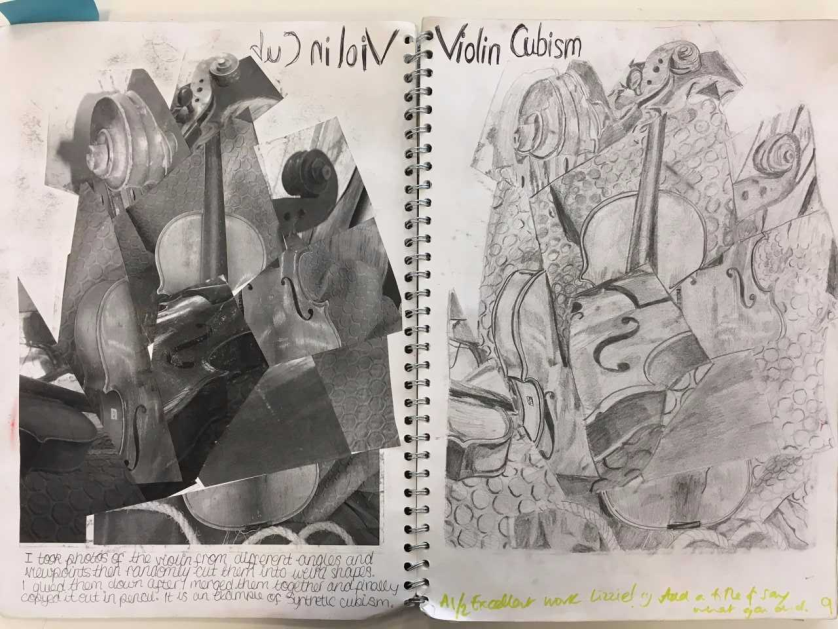 Violin Cub
Violin Cubism
I took photos of the violin from different angles and
viewpoints then randomly cut them into weird shapes.
I glued them down after I merged them together and finally
copied it out in pencil. It is an example of Synthetic cubism.
A1/2 Excellent work Lizzie! :) Add a title & say
what you did. 9